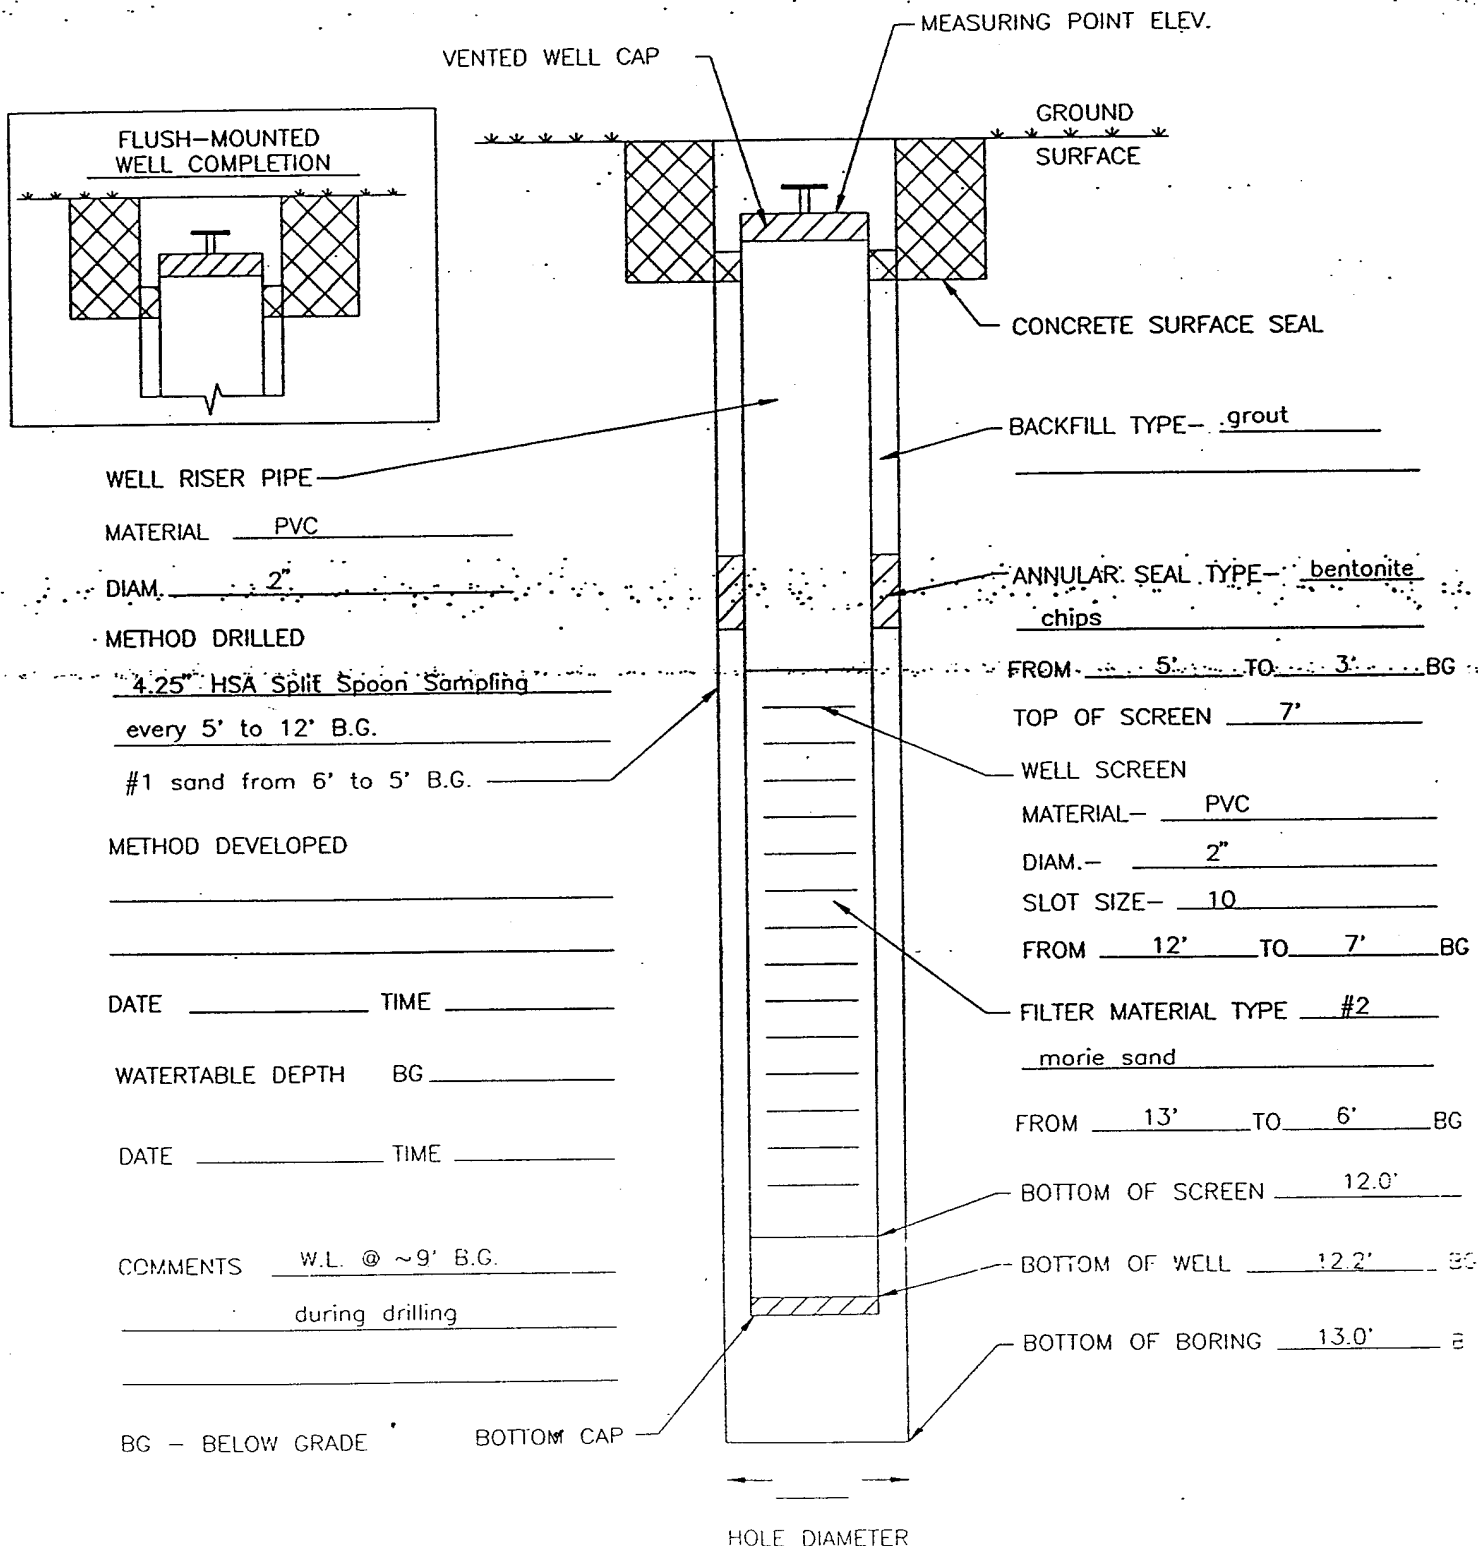 MEASURING POINT ELEV.
VENTED WELL CAP
GROUND
SURFACE
FLUSH-MOUNTED
WELL COMPLETION
CONCRETE SURFACE SEAL
BACKFILL TYPE- grout
WELL RISER PIPE
MATERIAL PVC
DIAM. 2"
METHOD DRILLED
4.25" HSA Split Spoon Sampling
every 5' to 12' B.G.
#1 sand from 6' to 5' B.G.
METHOD DEVELOPED
DATE TIME
WATERTABLE DEPTH BG
DATE TIME
COMMENTS W.L. @ ~9' B.G.
during drilling
BG - BELOW GRADE
BOTTOM CAP
ANNULAR SEAL TYPE- bentonite
chips
FROM 5' TO 3' BG
TOP OF SCREEN 7'
WELL SCREEN
MATERIAL- PVC
DIAM.- 2"
SLOT SIZE- 10
FROM 12' TO 7' BG
FILTER MATERIAL TYPE #2
morie sand
FROM 13' TO 6' BG
BOTTOM OF SCREEN 12.0'
BOTTOM OF WELL 12.2' BG
BOTTOM OF BORING 13.0' B
HOLE DIAMETER